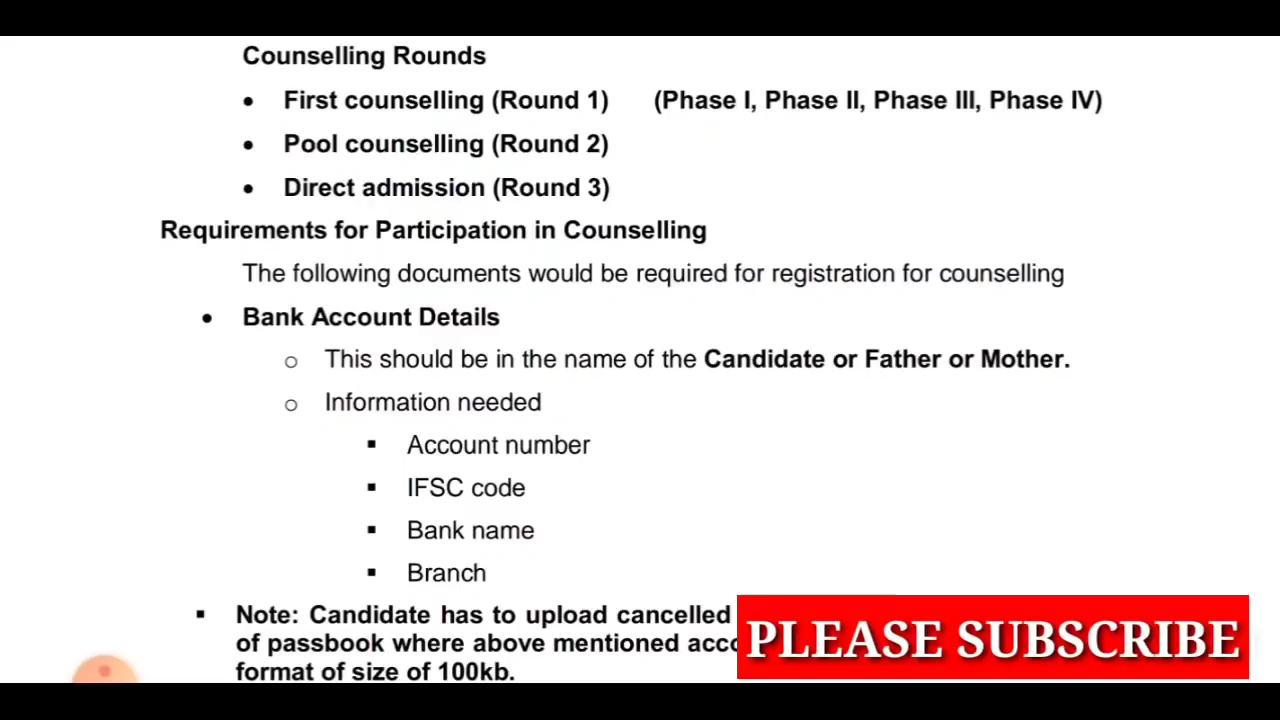 Counselling Rounds
• First counselling (Round 1) (Phase I, Phase II, Phase III, Phase IV)
• Pool counselling (Round 2)
• Direct admission (Round 3)
Requirements for Participation in Counselling
The following documents would be required for registration for counselling
• Bank Account Details
o This should be in the name of the Candidate or Father or Mother.
o Information needed
▪ Account number
▪ IFSC code
▪ Bank name
▪ Branch
▪ Note: Candidate has to upload cancelled
of passbook where above mentioned
format of size of 100kb.
PLEASE SUBSCRIBE